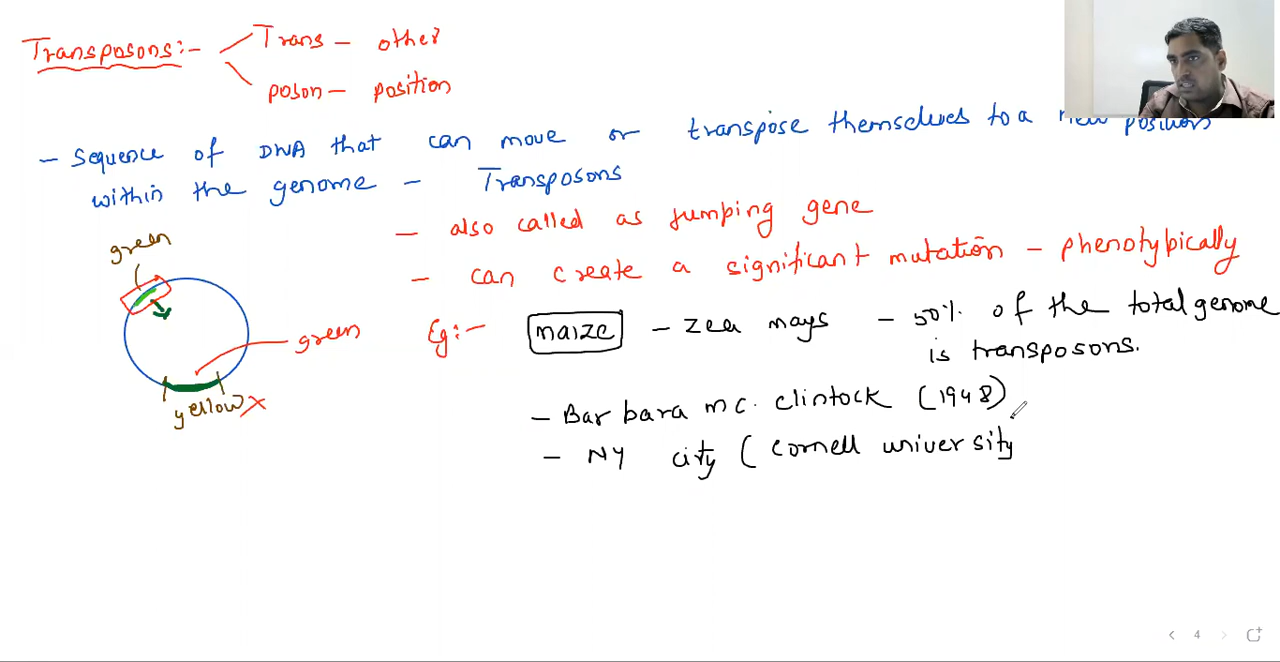 Transposons:- Trans - other
poson - position
- Sequence of DNA that can move or transpose themselves to a new position
within the genome - Transposons
- also called as Jumping gene
- can create a significant mutation - phenotypically
green
green
yellow X
Eg:- maize - zea mays - 50% of the total genome
is transposons.
- Barbara mc. clintock (1948)
- NY city (cornell university
4